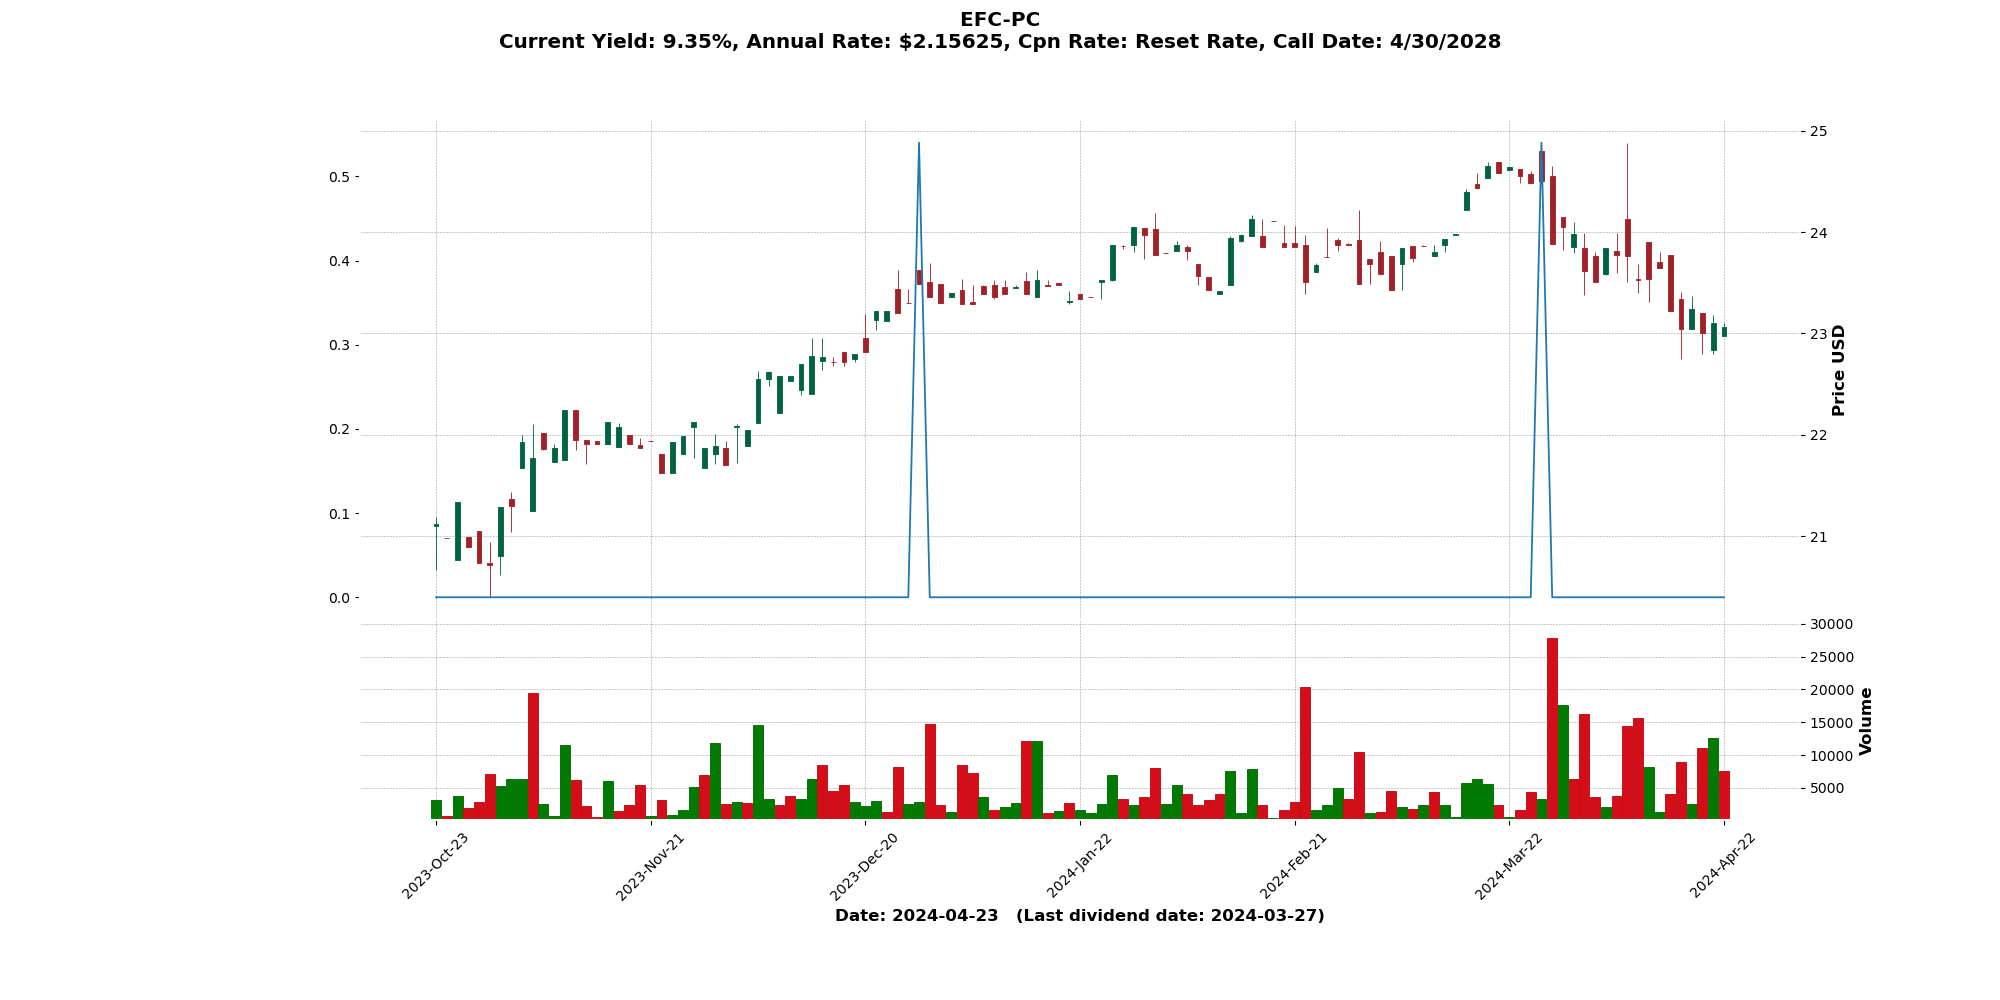 EFC-PC
Current Yield: 9.35%, Annual Rate: $2.15625, Cpn Rate: Reset Rate, Call Date: 4/30/2028
0.5
0.4
0.3
0.2
0.1
0.0
25
24
23
22
21
Price USD
30000
25000
20000
15000
10000
5000
Volume
2023-Oct-23
2023-Nov-21
2023-Dec-20
2024-Jan-22
2024-Feb-21
2024-Mar-22
2024-Apr-22
Date: 2024-04-23 (Last dividend date: 2024-03-27)